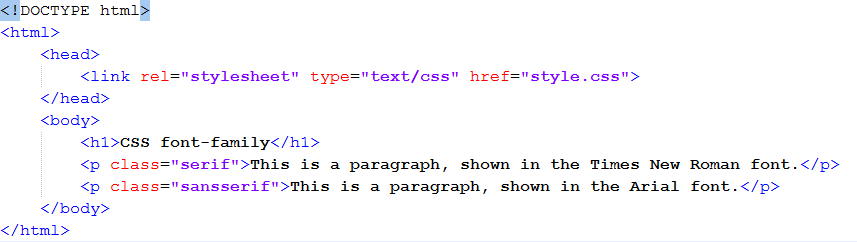 <!DOCTYPE html>
<html>
    <head>
        <link rel="stylesheet" type="text/css" href="style.css">
    </head>
    <body>
        <h1>CSS font-family</h1>
        <p class="serif">This is a paragraph, shown in the Times New Roman font.</p>
        <p class="sansserif">This is a paragraph, shown in the Arial font.</p>
    </body>
</html>